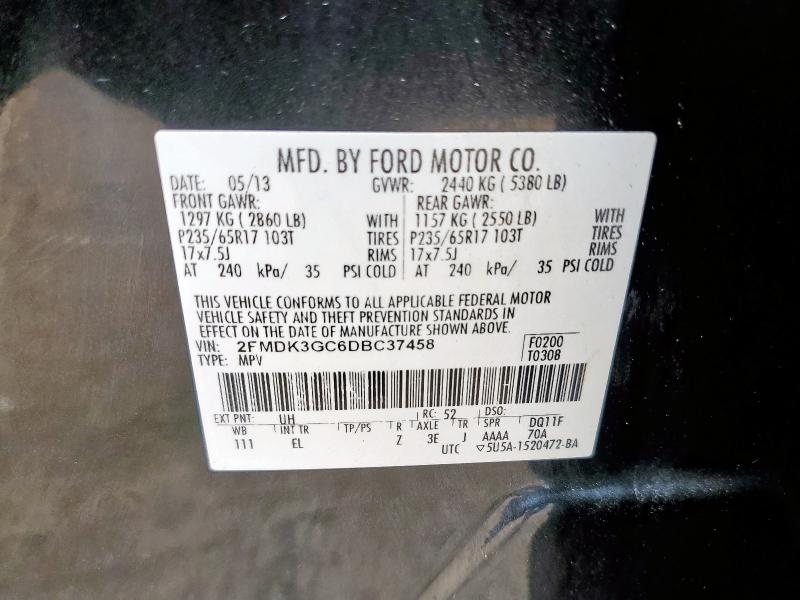 MFD. BY FORD MOTOR CO.
DATE: 05/13 GVWR: 2440 KG ( 5380 LB)
FRONT GAWR: REAR GAWR:
1297 KG ( 2860 LB) WITH 1157 KG ( 2550 LB) WITH
P235/65R17 103T TIRES P235/65R17 103T TIRES
17x7.5J RIMS 17x7.5J RIMS
AT 240 kPa/ 35 PSI COLD AT 240 kPa/ 35 PSI COLD
THIS VEHICLE CONFORMS TO ALL APPLICABLE FEDERAL MOTOR
VEHICLE SAFETY AND THEFT PREVENTION STANDARDS IN
EFFECT ON THE DATE OF MANUFACTURE SHOWN ABOVE.
VIN: 2FMDK3GC6DBC37458 F0200
TYPE: MPV T0308
EXT PNT: UH RC: 52 DSO:
WB INT TR TP/PS R AXLE TR SPR DQ11F
111 EL Z 3E J AAAA 70A
UTC ▽5U5A-1520472-BA